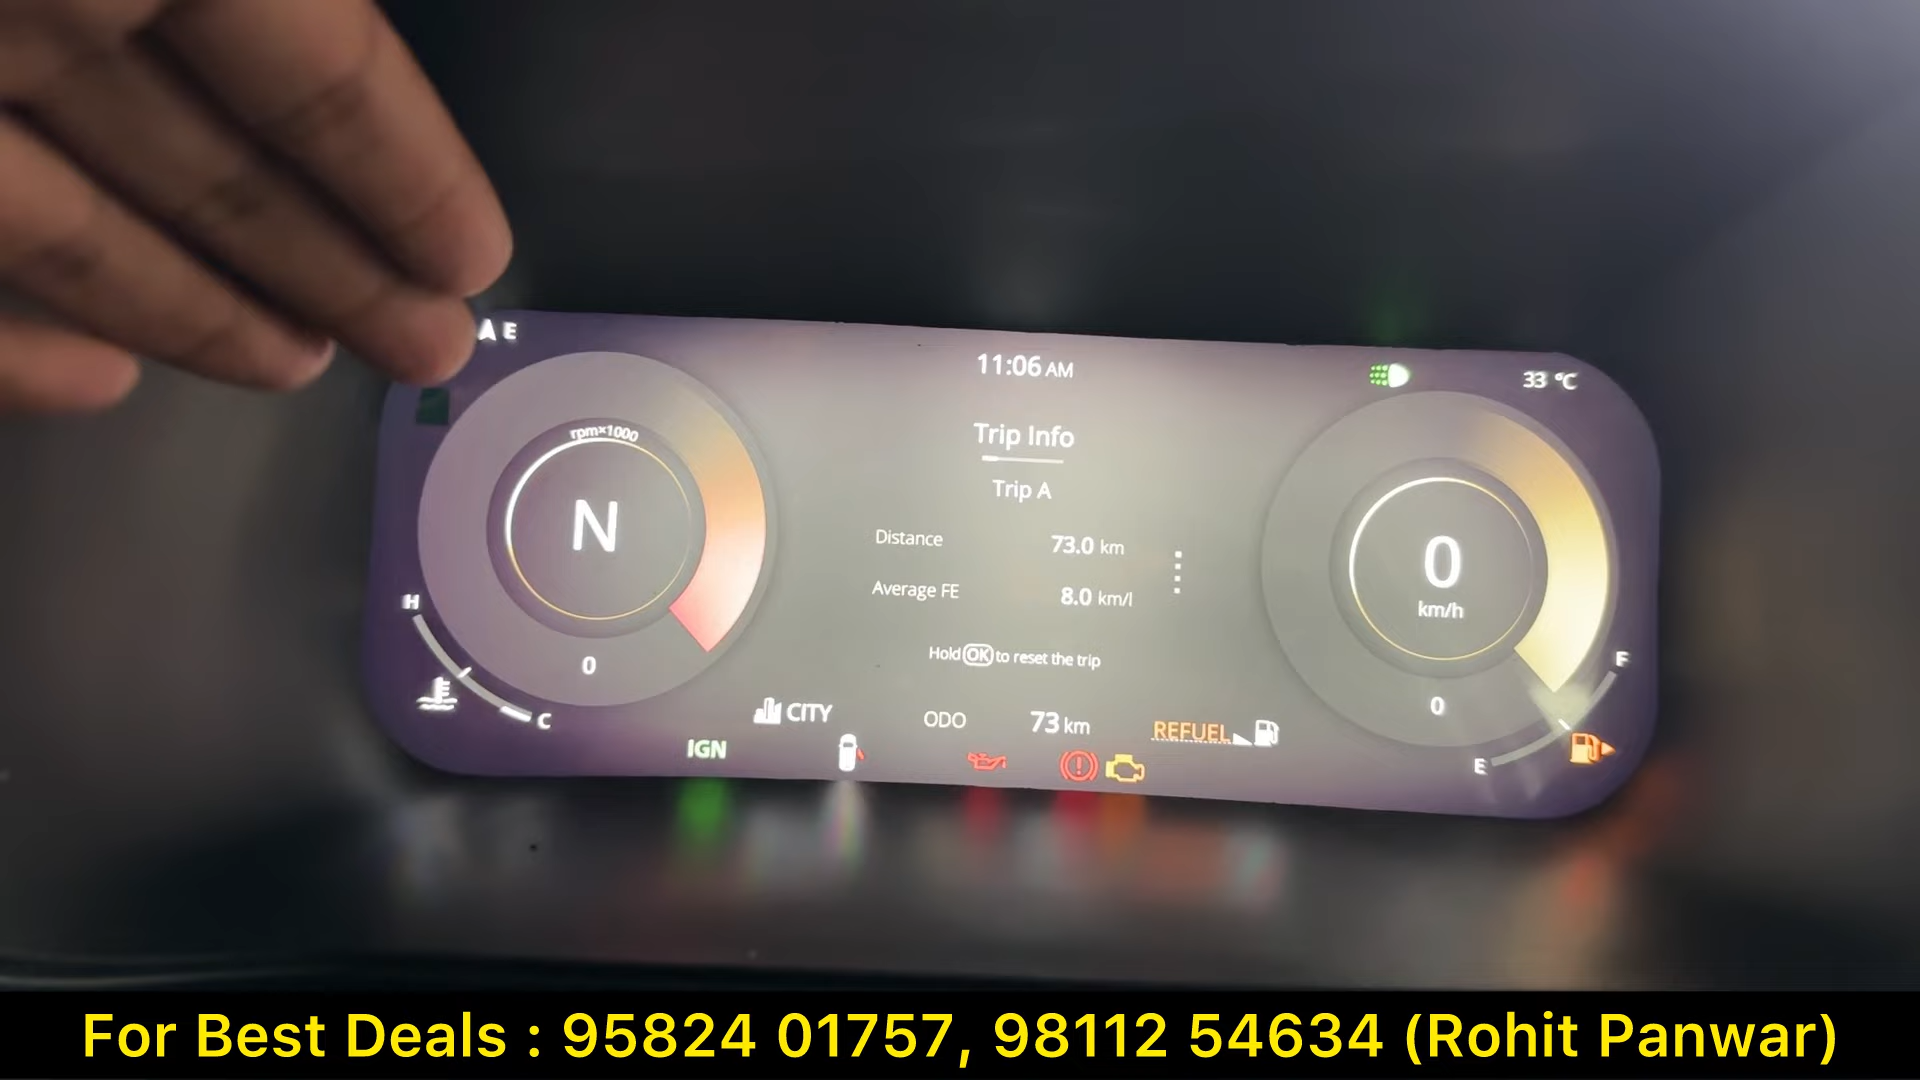 A E
11:06 AM
33 °C
rpm×1000
Trip Info
Trip A
N
Distance 73.0 km
Average FE 8.0 km/l
0
km/h
H
Hold OK to reset the trip
F
0
0
C
CITY
ODO 73 km
REFUEL
IGN
E
For Best Deals : 95824 01757, 98112 54634 (Rohit Panwar)